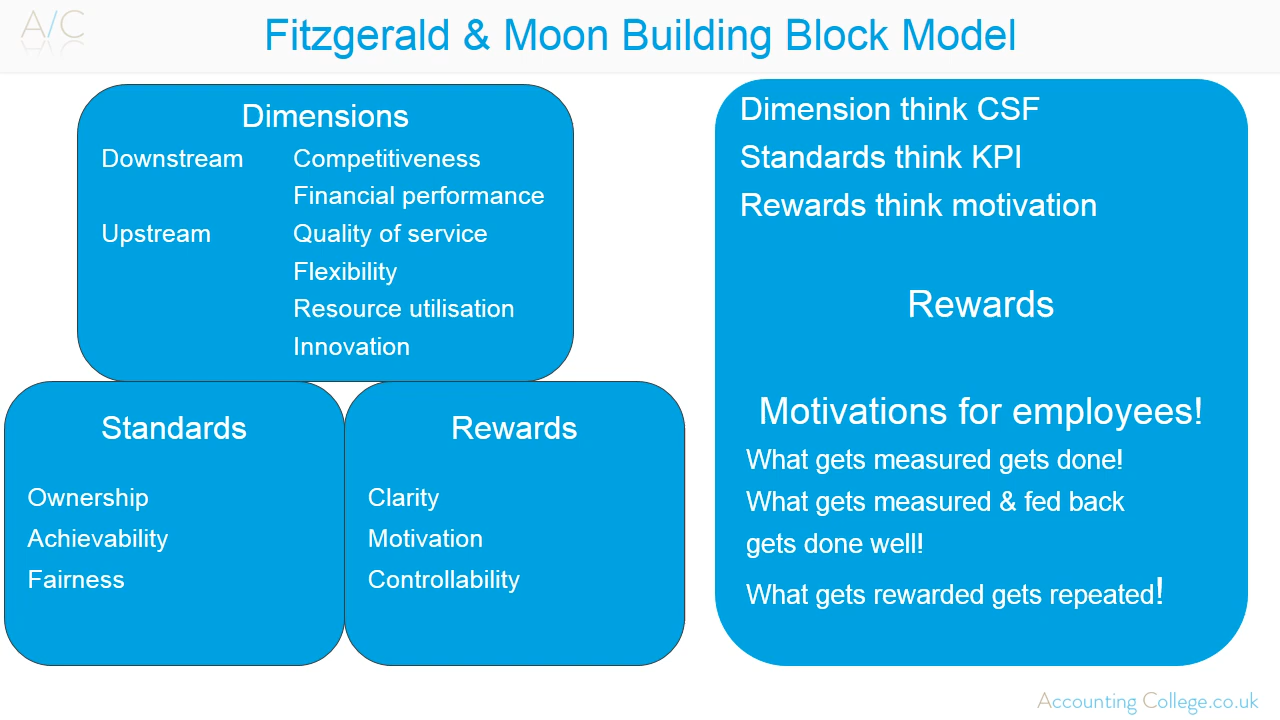 A/C
Fitzgerald & Moon Building Block Model
Dimensions
Downstream Competitiveness
Financial performance
Upstream Quality of service
Flexibility
Resource utilisation
Innovation
Standards
Ownership
Achievability
Fairness
Rewards
Clarity
Motivation
Controllability
Dimension think CSF
Standards think KPI
Rewards think motivation
Rewards
Motivations for employees!
What gets measured gets done!
What gets measured & fed back
gets done well!
What gets rewarded gets repeated!
Accounting College.co.uk